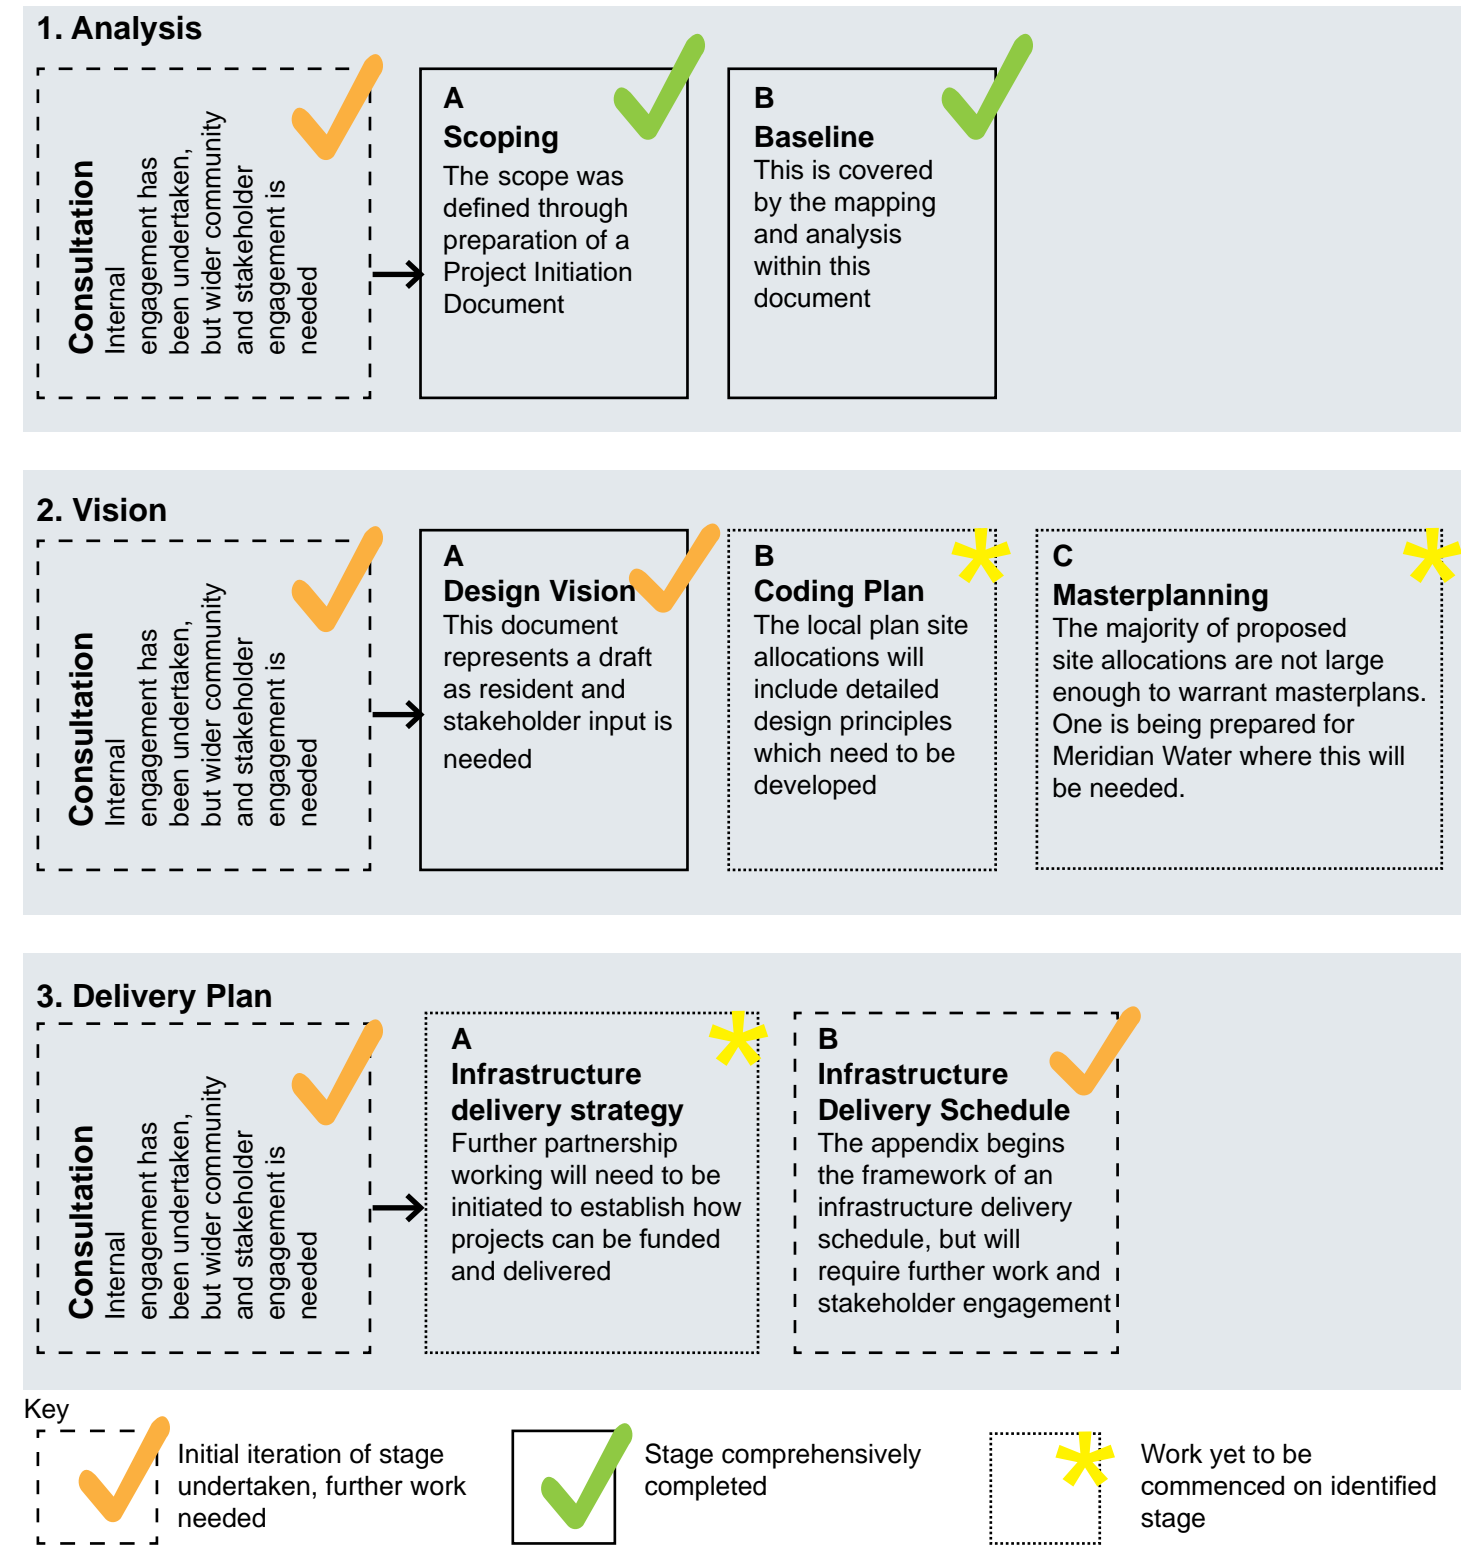 1. Analysis
Consultation
Internal
engagement has
been undertaken,
but wider community
and stakeholder
engagement is
needed
A
Scoping
The scope was
defined through
preparation of a
Project Initiation
Document
B
Baseline
This is covered
by the mapping
and analysis
within this
document
2. Vision
Consultation
Internal
engagement has
been undertaken,
but wider community
and stakeholder
engagement is
needed
A
Design Vision
This document
represents a draft
as resident and
stakeholder input is
needed
B
Coding Plan
The local plan site
allocations will
include detailed
design principles
which need to be
developed
C
Masterplanning
The majority of proposed
site allocations are not large
enough to warrant masterplans.
One is being prepared for
Meridian Water where this will
be needed.
3. Delivery Plan
Consultation
Internal
engagement has
been undertaken,
but wider community
and stakeholder
engagement is
needed
A
Infrastructure
delivery strategy
Further partnership
working will need to be
initiated to establish how
projects can be funded
and delivered
B
Infrastructure
Delivery Schedule
The appendix begins
the framework of an
infrastructure delivery
schedule, but will
require further work and
stakeholder engagement
Key
Initial iteration of stage
undertaken, further work
needed
Stage comprehensively
completed
Work yet to be
commenced on identified
stage